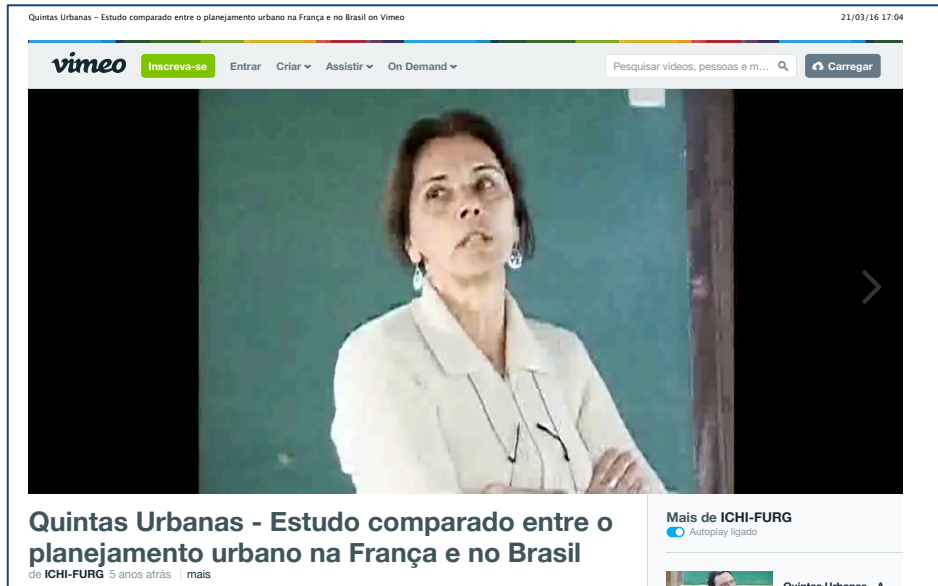 Quintas Urbanas - Estudo comparado entre o planejamento urbano na França e no Brasil on Vimeo
21/03/16 17:04
vimeo
Inscreva-se
Entrar
Criar
Assistir
On Demand
Pesquisar vídeos, pessoas e m...
Carregar
Quintas Urbanas - Estudo comparado entre o
planejamento urbano na França e no Brasil
de ICHI-FURG 5 anos atrás | mais
Mais de ICHI-FURG
Autoplay ligado
Quintas Urbanas - A